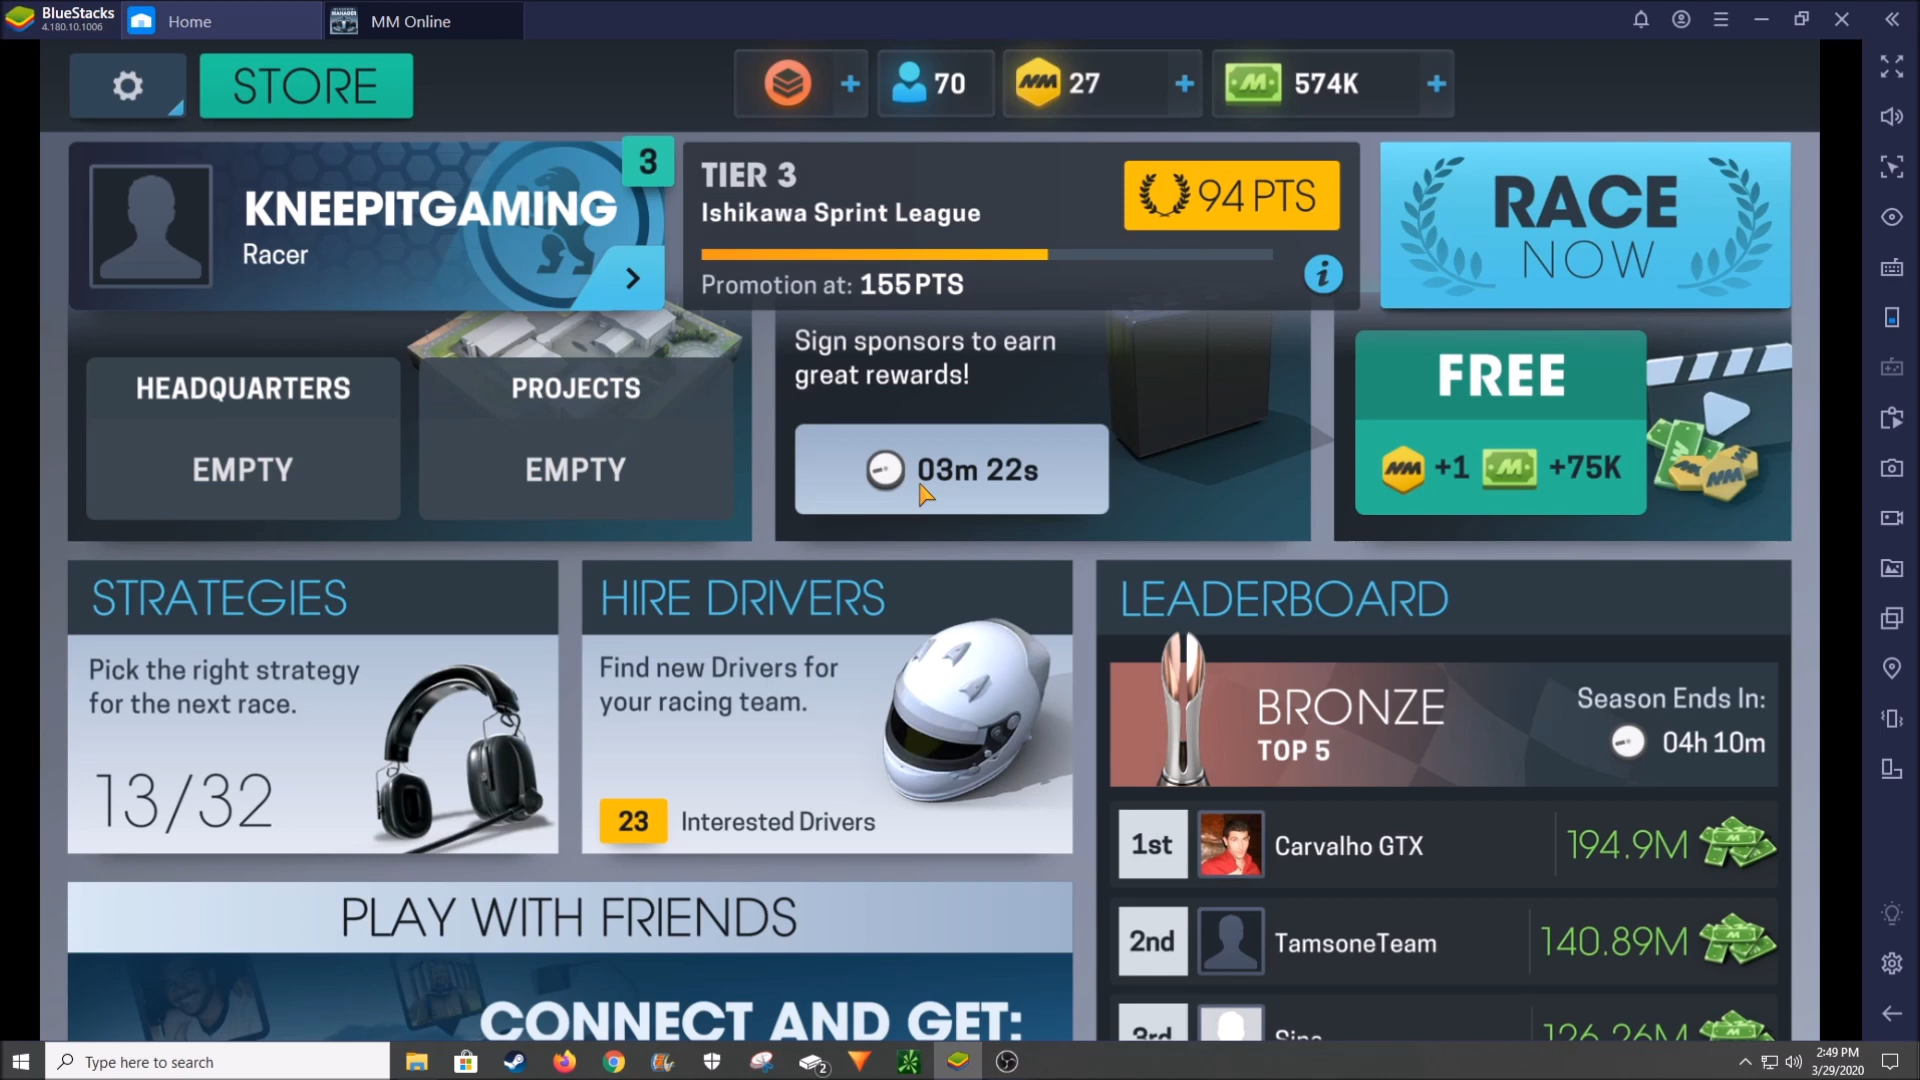 BlueStacks
4.180.10.1006
Home
MM Online
STORE
70
27
574K
KNEEPITGAMING
Racer
3
TIER 3
Ishikawa Sprint League
94 PTS
Promotion at: 155 PTS
RACE
NOW
HEADQUARTERS
EMPTY
PROJECTS
EMPTY
Sign sponsors to earn
great rewards!
03m 22s
FREE
+1
+75K
STRATEGIES
Pick the right strategy
for the next race.
13/32
HIRE DRIVERS
Find new Drivers for
your racing team.
23 Interested Drivers
LEADERBOARD
BRONZE
TOP 5
Season Ends In:
04h 10m
1st Carvalho GTX 194.9M
2nd TamsoneTeam 140.89M
3rd 126.26M
PLAY WITH FRIENDS
CONNECT AND GET:
Type here to search
2
2:49 PM
3/29/2020